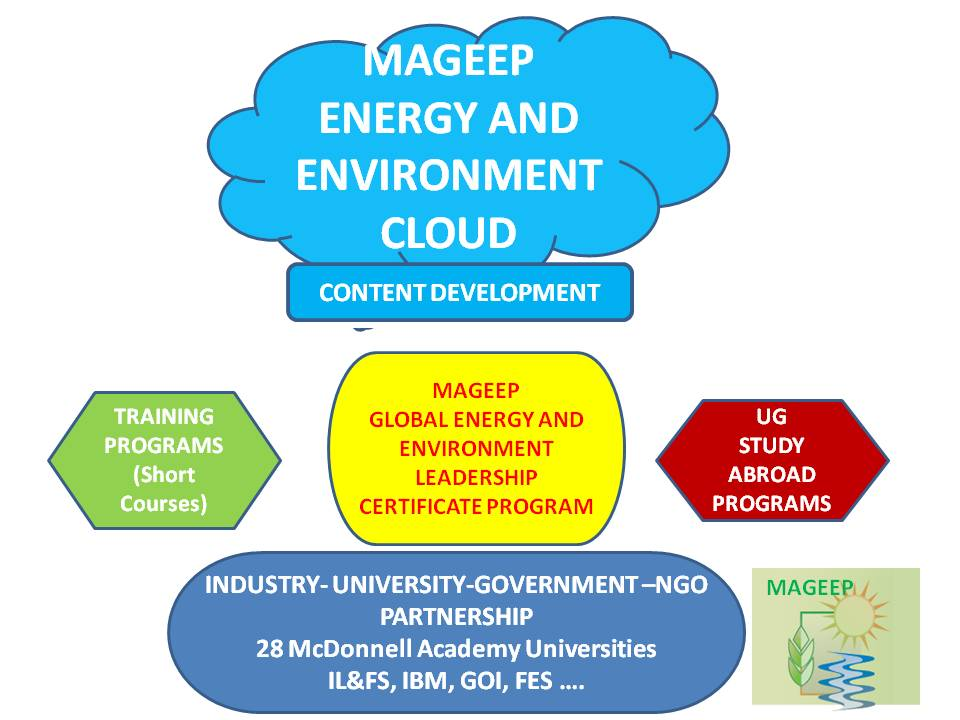 MAGEEP
ENERGY AND
ENVIRONMENT
CLOUD
CONTENT DEVELOPMENT
TRAINING
PROGRAMS
(Short
Courses)
MAGEEP
GLOBAL ENERGY AND
ENVIRONMENT
LEADERSHIP
CERTIFICATE PROGRAM
UG
STUDY
ABROAD
PROGRAMS
INDUSTRY- UNIVERSITY-GOVERNMENT –NGO
PARTNERSHIP
28 McDonnell Academy Universities
IL&FS, IBM, GOI, FES ....
MAGEEP